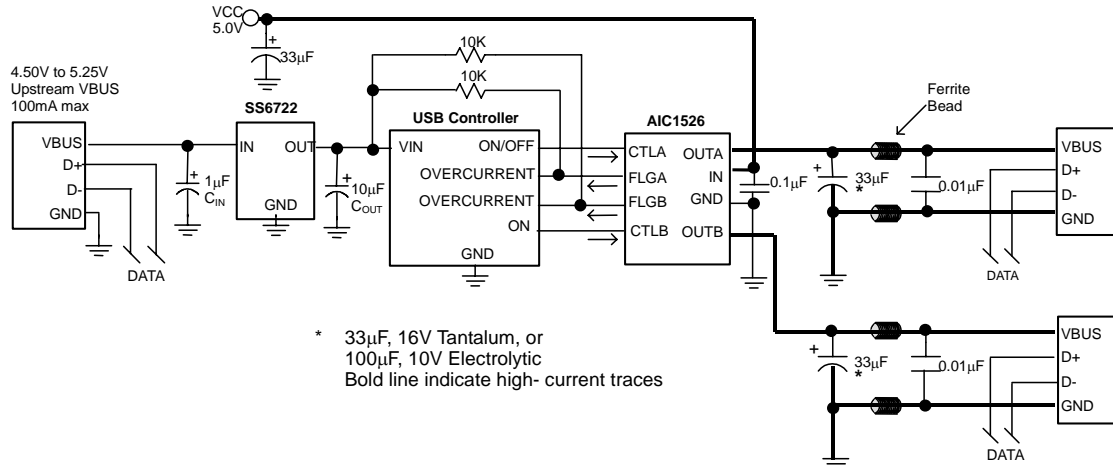 VCC
5.0V
+
33μF
10K
10K
4.50V to 5.25V
Upstream VBUS
100mA max
VBUS
D+
D-
GND
DATA
+
1μF
CIN
SS6722
IN
OUT
GND
+
10μF
COUT
USB Controller
VIN
ON/OFF
OVERCURRENT
OVERCURRENT
ON
GND
AIC1526
CTLA
FLGA
FLGB
CTLB
OUTA
IN
GND
OUTB
0.1μF
Ferrite
Bead
+
33μF
*
0.01μF
VBUS
D+
D-
GND
DATA
+
33μF
*
0.01μF
VBUS
D+
D-
GND
DATA
* 33μF, 16V Tantalum, or
100μF, 10V Electrolytic
Bold line indicate high- current traces